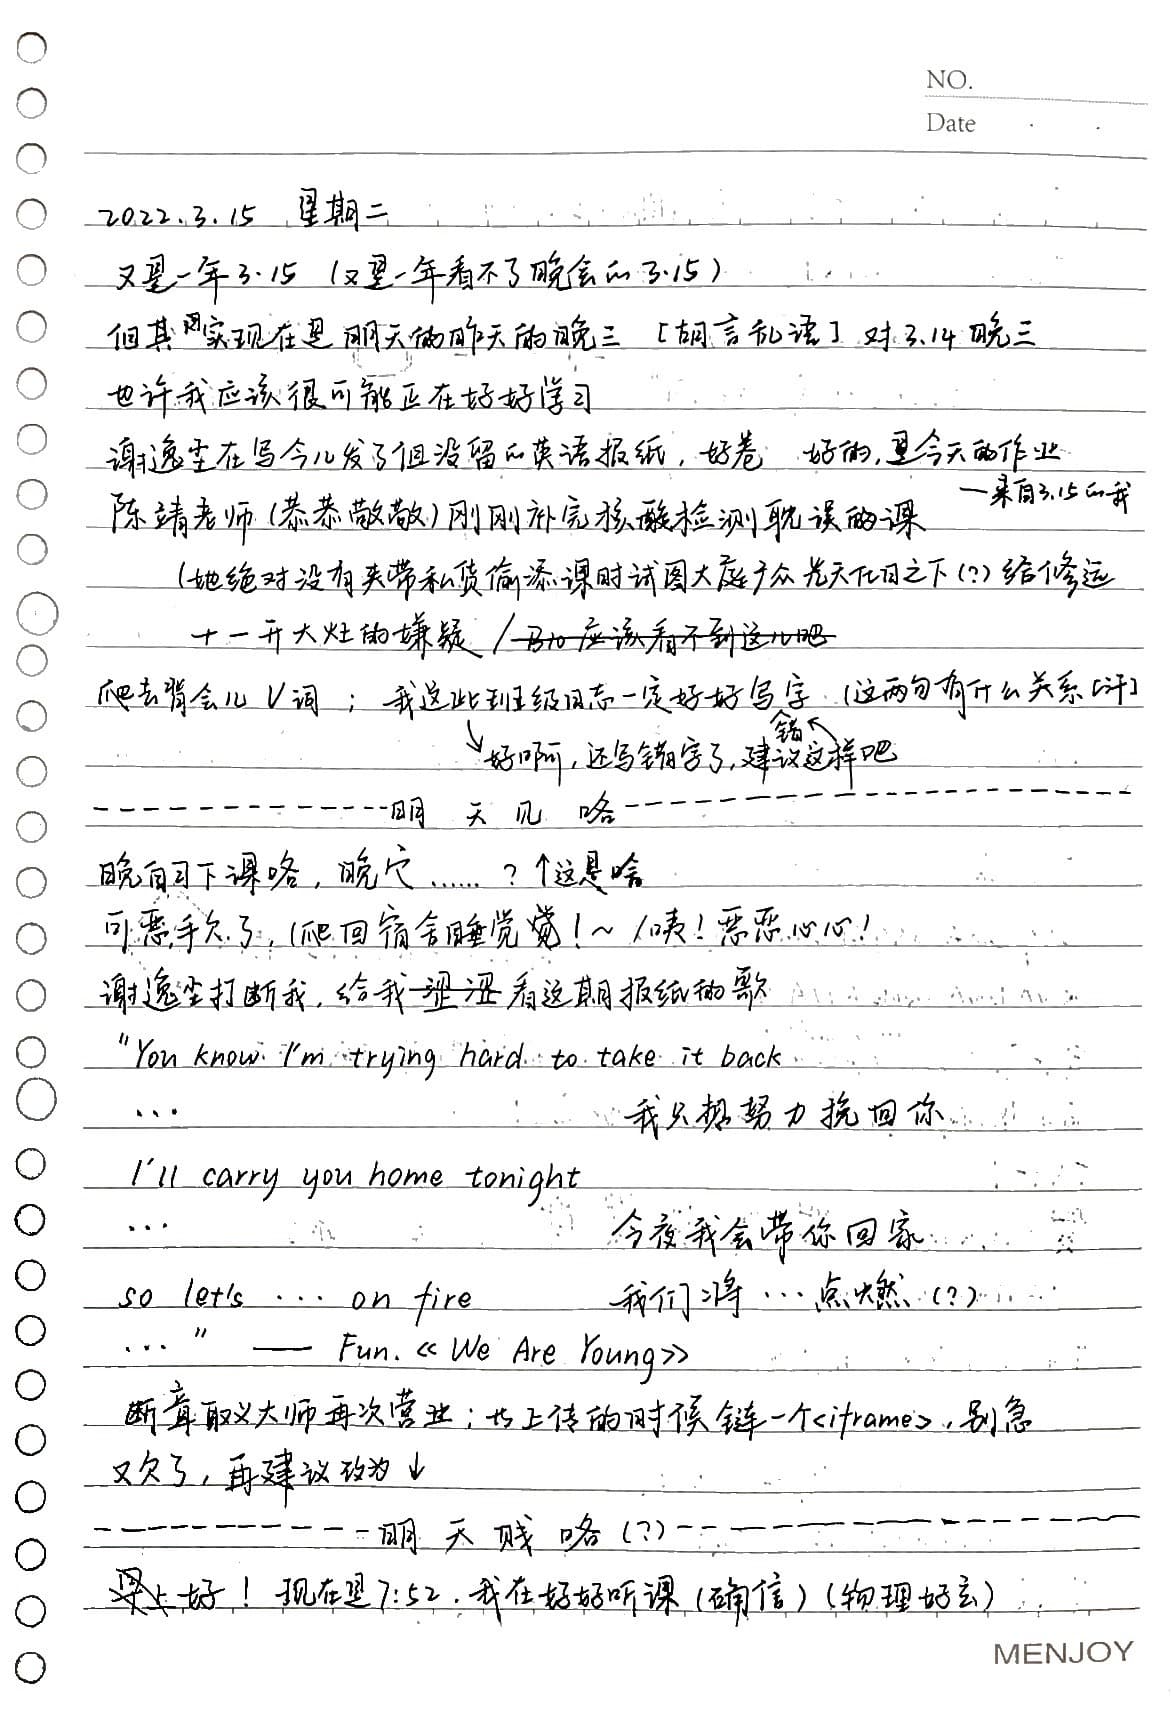 NO.
Date
2022.3.15 星期二
又是一年3.15（又是一年看不了晚会的3.15）
但其实现在是明天的昨天的晚三 [胡言乱语] 对3.14晚三
也许我应该很可能正在好好学习
谢逸尘在写今儿发了但没留的英语报纸，好卷 好的，是今天的作业
—来自3.15的我
陈靖老师（恭恭敬敬）刚刚补完核酸检测耽误的课
（她绝对没有夹带私货偷添课时试图大庭广众光天化日之下（?）给修远
十一开大灶的嫌疑 / 应该看不到这儿吧
爬去背会儿V词；我这些班级日志一定好好写字（这两句有什么关系[汗]
错
好啊，还写错字了，建议这样吧
明天见咯
晚自习下课咯，晚安……？↑这是啥
可恶，手欠了，（爬回宿舍睡觉觉！～/咦！恶恶心心！
谢逸尘打断我，给我看这期报纸的歌
"You know I'm trying hard to take it back
... 我只想努力挽回你
I'll carry you home tonight
... 今夜我会带你回家
so let's ... on fire 我们将…点燃（?）
..." —— Fun.《We Are Young》
断章取义大师再次营业；上传的时候链一个<iframe>，别急
又欠了，再建议改为↓
明天贱咯（?）
早上好！现在是7:52，我在好好听课（确信）（物理好玄）
MENJOY